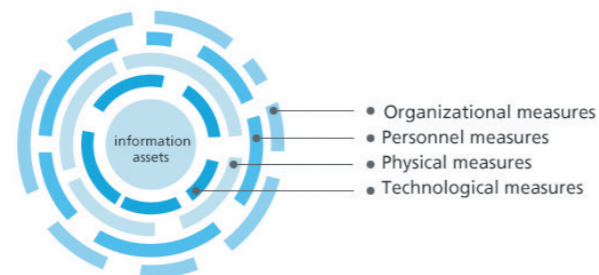 information
assets
• Organizational measures
• Personnel measures
• Physical measures
• Technological measures